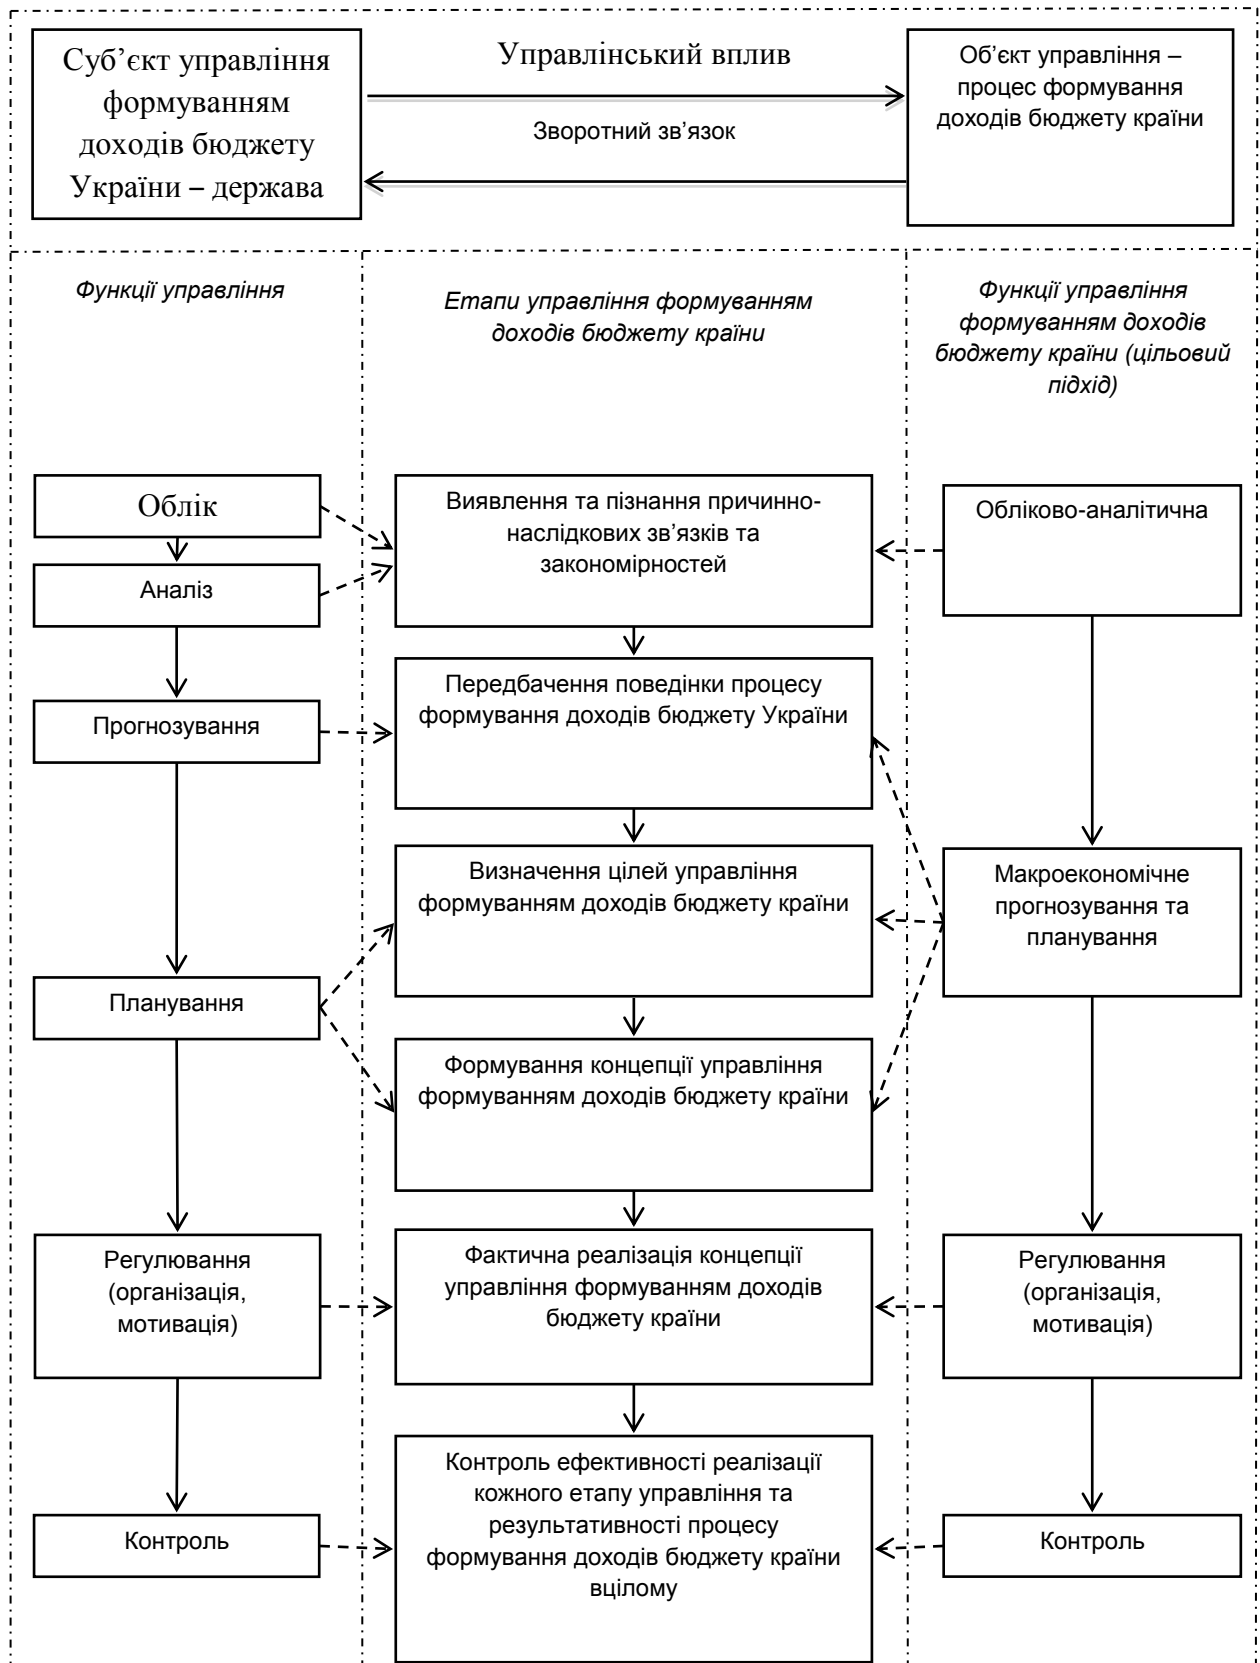 Суб’єкт управління
формуванням
доходів бюджету
України – держава
Управлінський вплив
Зворотний зв’язок
Об’єкт управління –
процес формування
доходів бюджету країни
Функції управління
Етапи управління формуванням
доходів бюджету країни
Функції управління
формуванням доходів
бюджету країни (цільовий
підхід)
Облік
Аналіз
Прогнозування
Планування
Регулювання
(організація,
мотивація)
Контроль
Виявлення та пізнання причинно-
наслідкових зв’язків та
закономірностей
Передбачення поведінки процесу
формування доходів бюджету України
Визначення цілей управління
формуванням доходів бюджету країни
Формування концепції управління
формуванням доходів бюджету країни
Фактична реалізація концепції
управління формуванням доходів
бюджету країни
Контроль ефективності реалізації
кожного етапу управління та
результативності процесу
формування доходів бюджету країни
вцілому
Обліково-аналітична
Макроекономічне
прогнозування та
планування
Регулювання
(організація,
мотивація)
Контроль